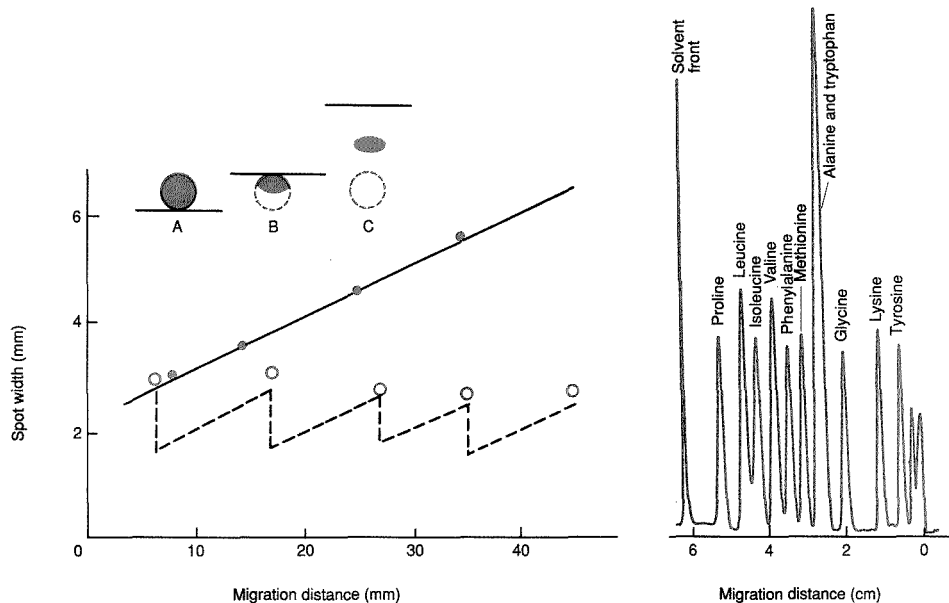 A
B
C
6
4
2
0
10
20
30
40
Spot width (mm)
Migration distance (mm)
Solvent
front
Proline
Leucine
Isoleucine
Valine
Phenylalanine
Methionine
Alanine and tryptophan
Glycine
Lysine
Tyrosine
6
4
2
0
Migration distance (cm)